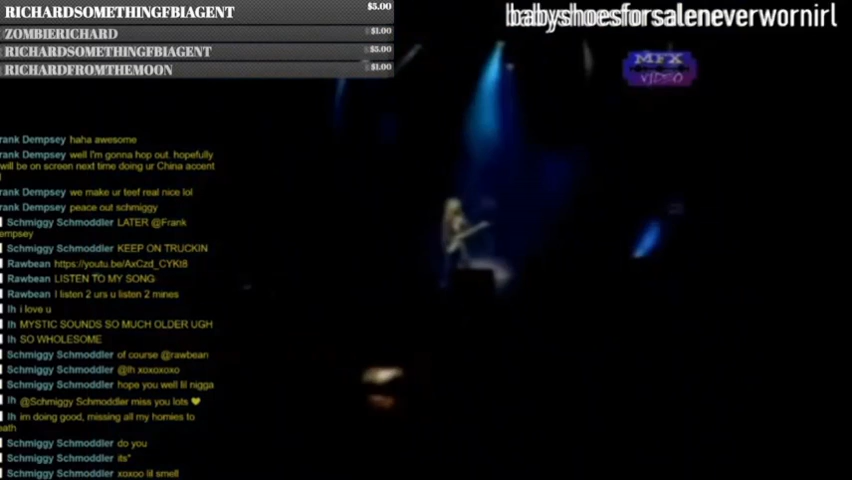 RICHARDSOMETHINGFBIAGENT $5.00
ZOMBIERICHARD $1.00
RICHARDSOMETHINGFBIAGENT $5.00
RICHARDFROMTHEMOON $1.00
babyshoesforsaleneverwornirl
MFX
VIDEO
rank Dempsey haha awesome
rank Dempsey well I'm gonna hop out. hopefully
will be on screen next time doing ur China accent
rank Dempsey we make ur teef real nice lol
rank Dempsey peace out schmiggy
Schmiggy Schmoddler LATER @Frank
empsey
Schmiggy Schmoddler KEEP ON TRUCKIN
Rawbean https://youtu.be/AxCzd_CYKt8
Rawbean LISTEN TO MY SONG
Rawbean I listen 2 urs u listen 2 mines
lh i love u
lh MYSTIC SOUNDS SO MUCH OLDER UGH
lh SO WHOLESOME
Schmiggy Schmoddler of course @rawbean
Schmiggy Schmoddler @lh xoxoxoxo
Schmiggy Schmoddler hope you well lil nigga
lh @Schmiggy Schmoddler miss you lots 💛
lh im doing good, missing all my homies to
eath
Schmiggy Schmoddler do you
Schmiggy Schmoddler its*
Schmiggy Schmoddler xoxoo lil smell